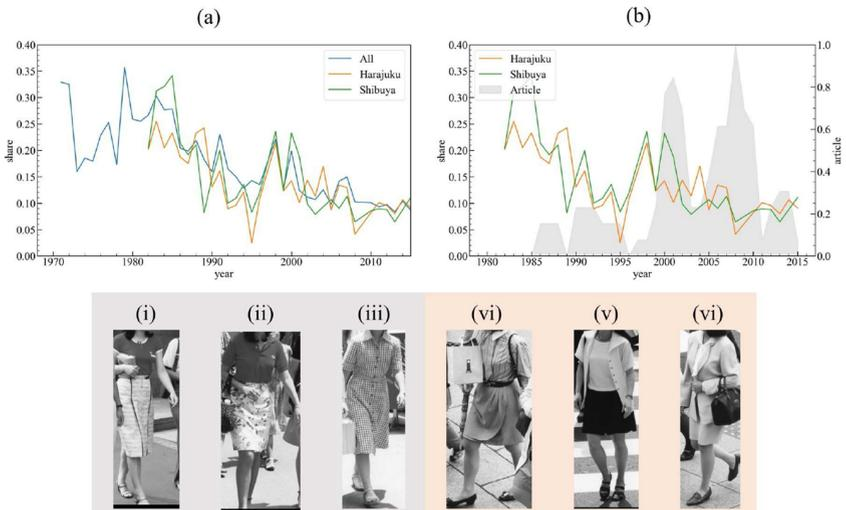 (a)
(b)
0.40
0.35
0.30
0.25
0.20
0.15
0.10
0.05
0.00
share
1970
1980
1990
2000
2010
year
All
Harajuku
Shibuya
0.40
0.35
0.30
0.25
0.20
0.15
0.10
0.05
0.00
share
1980
1985
1990
1995
2000
2005
2010
2015
year
Harajuku
Shibuya
Article
1.0
0.8
0.6
0.4
0.2
0.0
article
(i)
(ii)
(iii)
(vi)
(v)
(vi)